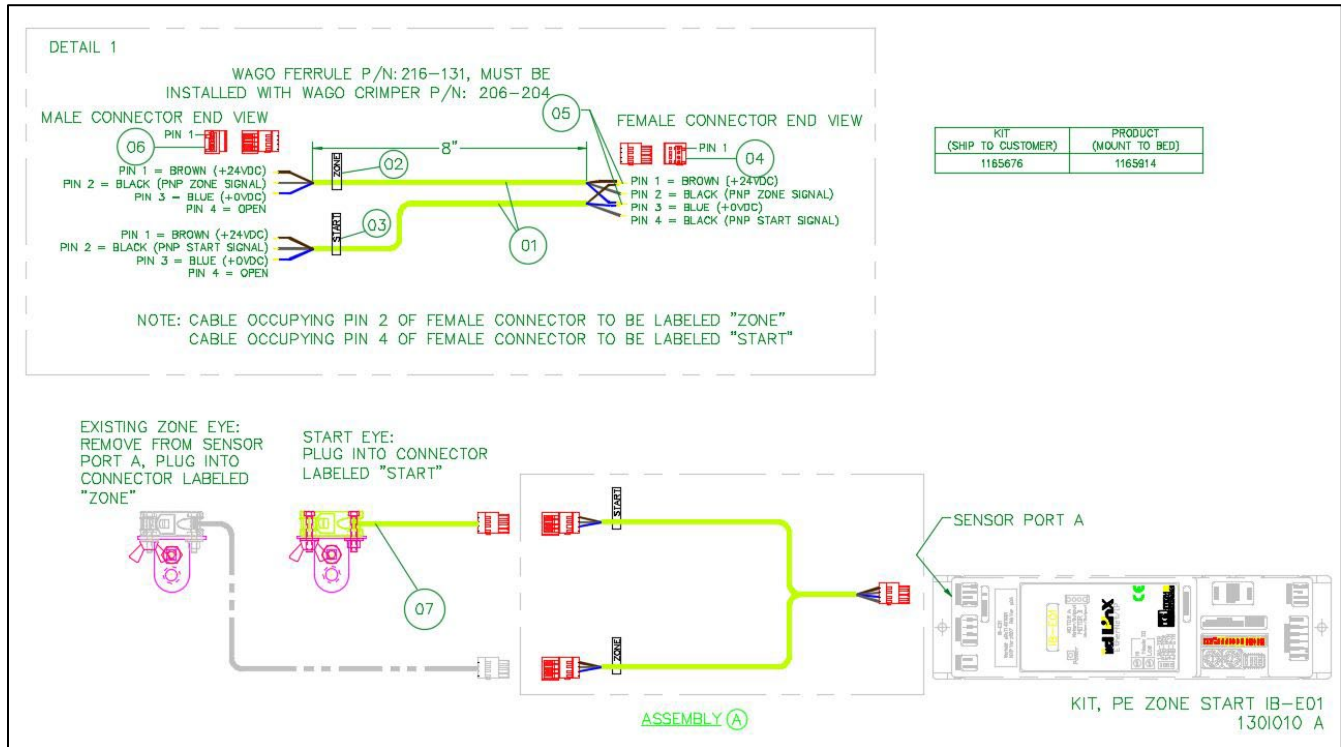 DETAIL 1
WAGO FERRULE P/N:216-131, MUST BE
INSTALLED WITH WAGO CRIMPER P/N: 206-204
MALE CONNECTOR END VIEW
PIN 1
06
PIN 1 = BROWN (+24VDC)
PIN 2 = BLACK (PNP ZONE SIGNAL)
PIN 3 = BLUE (+0VDC)
PIN 4 = OPEN
PIN 1 = BROWN (+24VDC)
PIN 2 = BLACK (PNP START SIGNAL)
PIN 3 = BLUE (+0VDC)
PIN 4 = OPEN
8"
ZONE
02
START
03
01
05
FEMALE CONNECTOR END VIEW
PIN 1
04
PIN 1 = BROWN (+24VDC)
PIN 2 = BLACK (PNP ZONE SIGNAL)
PIN 3 = BLUE (+0VDC)
PIN 4 = BLACK (PNP START SIGNAL)
NOTE: CABLE OCCUPYING PIN 2 OF FEMALE CONNECTOR TO BE LABELED "ZONE"
CABLE OCCUPYING PIN 4 OF FEMALE CONNECTOR TO BE LABELED "START"
KIT (SHIP TO CUSTOMER) PRODUCT (MOUNT TO BED)
1165676 1165914
EXISTING ZONE EYE:
REMOVE FROM SENSOR
PORT A, PLUG INTO
CONNECTOR LABELED
"ZONE"
START EYE:
PLUG INTO CONNECTOR
LABELED "START"
07
START
ZONE
ASSEMBLY A
SENSOR PORT A
IB-E01
CE
KIT, PE ZONE START IB-E01
130I010 A